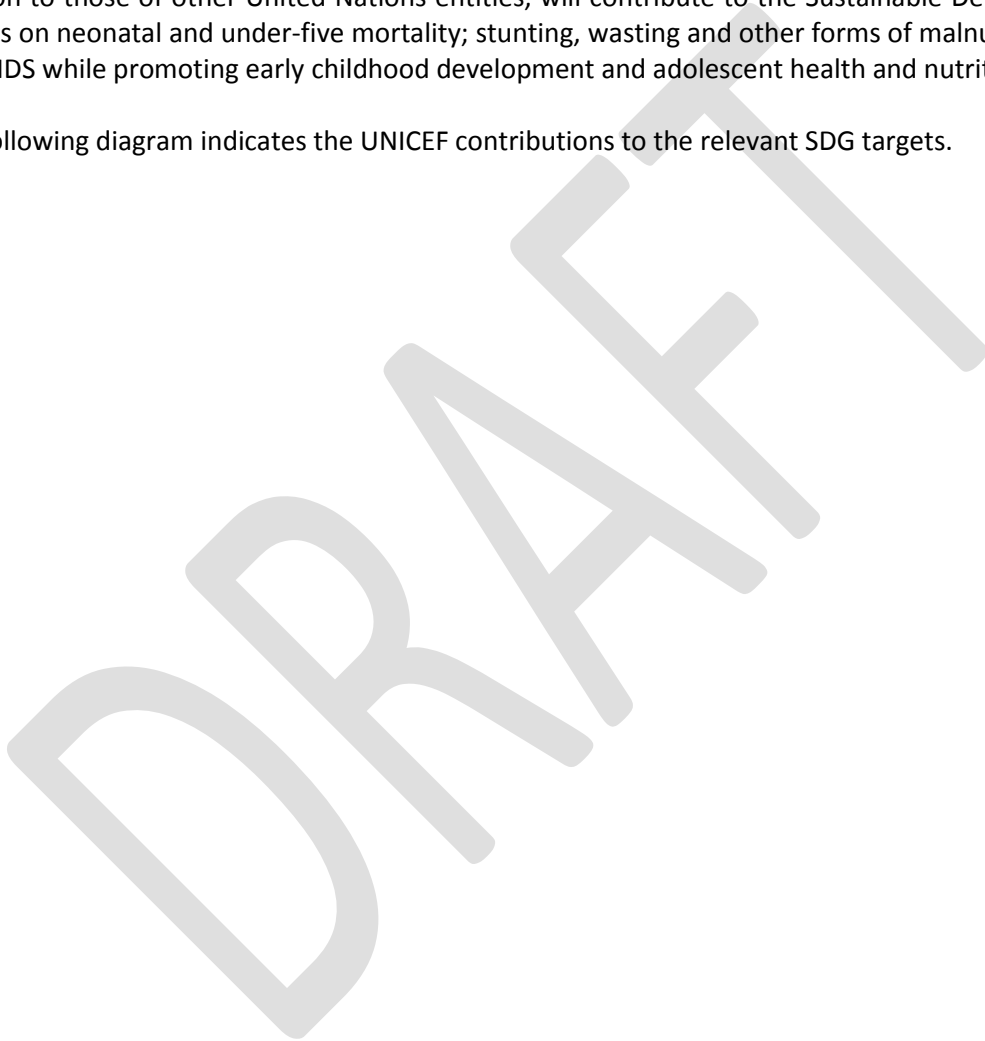 on to those of other United Nations entities, will contribute to the Sustainable De
s on neonatal and under-five mortality; stunting, wasting and other forms of malnu
IDS while promoting early childhood development and adolescent health and nutrit
ollowing diagram indicates the UNICEF contributions to the relevant SDG targets.
DRAFT